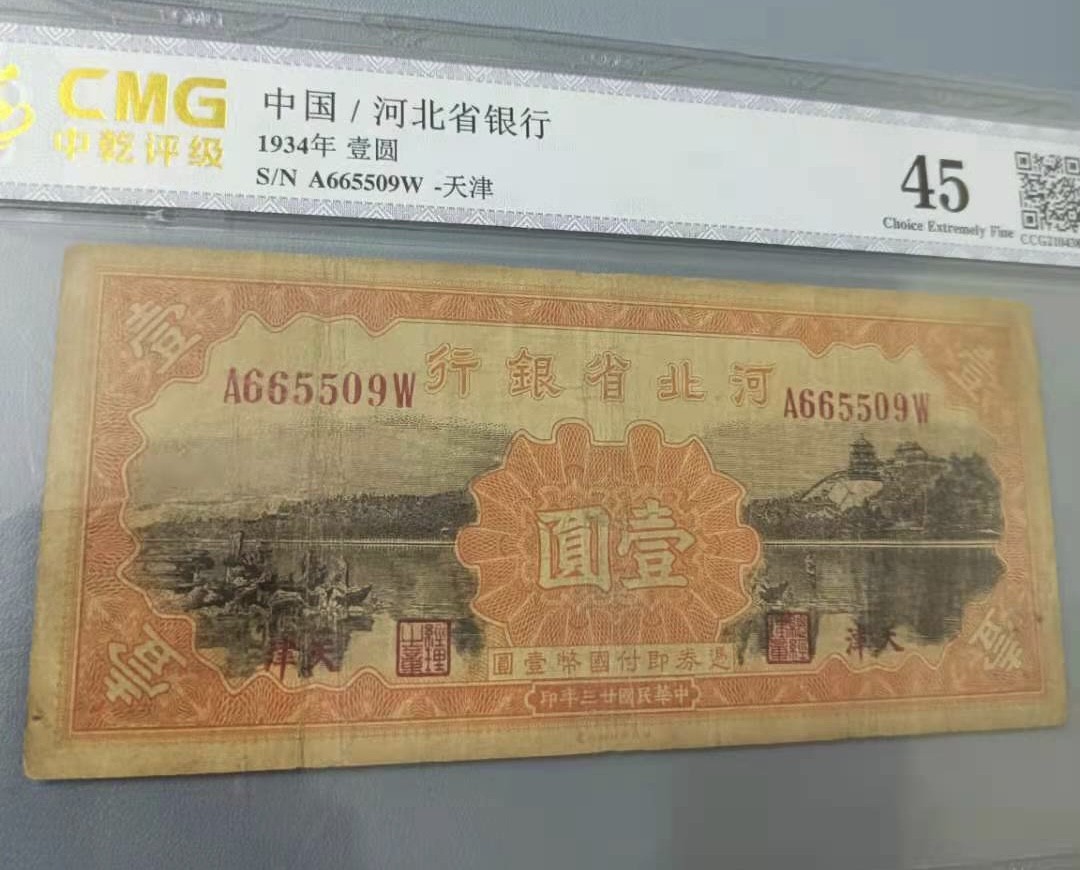 CMG
中乾评级
中国 / 河北省银行
1934年 壹圆
S/N A665509W -天津
45
Choice Extremely Fine
壹
壹
河北省銀行
A665509W
A665509W
壹圓
天津
天津
憑券即付國幣壹圓
壹
壹
中華民國廿三年印